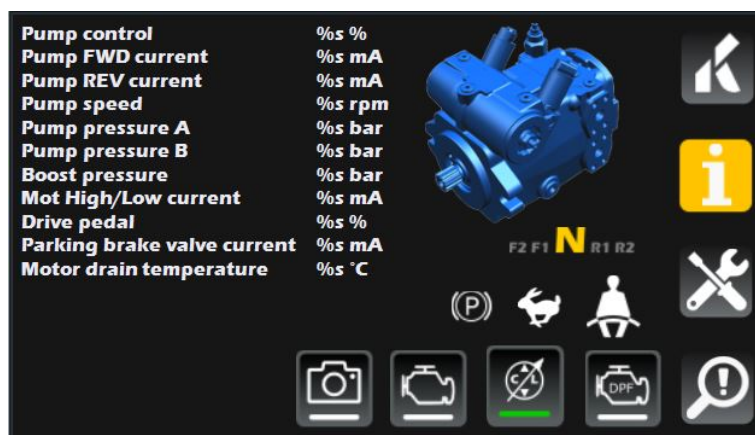 Pump control %s %
Pump FWD current %s mA
Pump REV current %s mA
Pump speed %s rpm
Pump pressure A %s bar
Pump pressure B %s bar
Boost pressure %s bar
Mot High/Low current %s mA
Drive pedal %s %
Parking brake valve current %s mA
Motor drain temperature %s °C
F2 F1 N R1 R2
(P)
C L
DPF